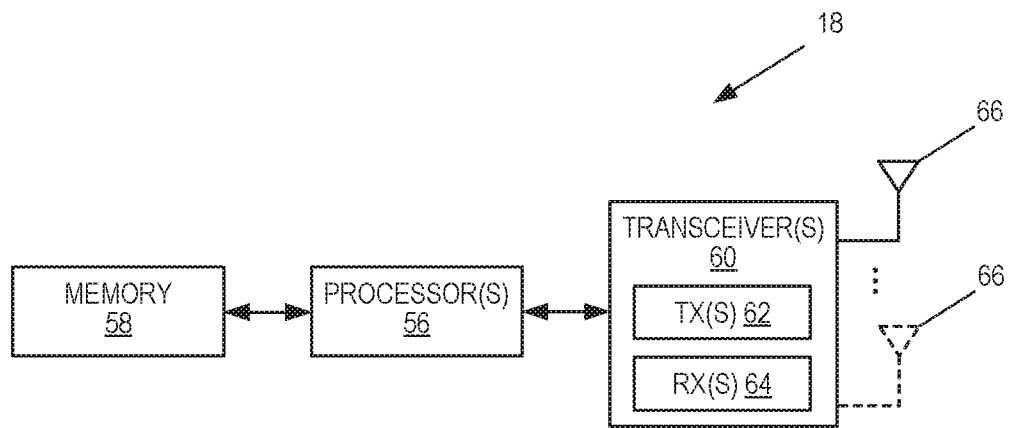 18
66
TRANSCEIVER(S)
60
66
MEMORY
58
PROCESSOR(S)
56
TX(S) 62
RX(S) 64